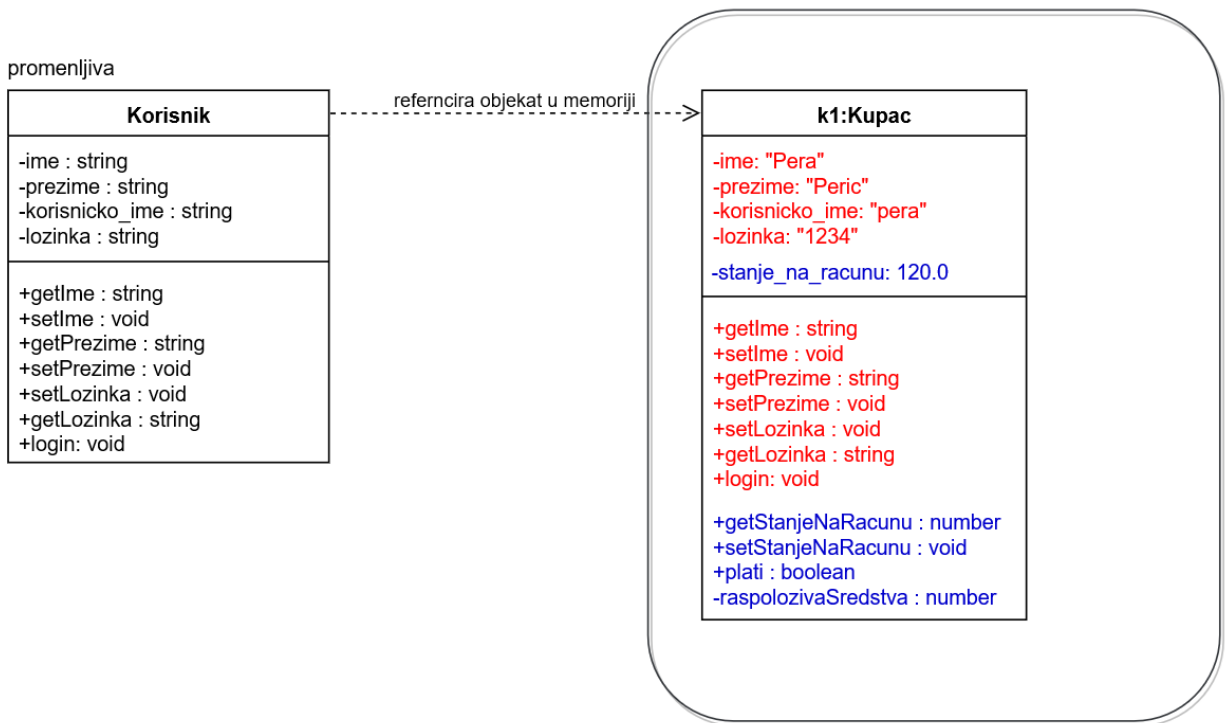 promenljiva
Korisnik
-ime : string
-prezime : string
-korisnicko_ime : string
-lozinka : string
+getIme : string
+setIme : void
+getPrezime : string
+setPrezime : void
+setLozinka : void
+getLozinka : string
+login: void
referncira objekat u memoriji
k1:Kupac
-ime: "Pera"
-prezime: "Peric"
-korisnicko_ime: "pera"
-lozinka: "1234"
-stanje_na_racunu: 120.0
+getIme : string
+setIme : void
+getPrezime : string
+setPrezime : void
+setLozinka : void
+getLozinka : string
+login: void
+getStanjeNaRacunu : number
+setStanjeNaRacunu : void
+plati : boolean
-raspolozivaSredstva : number